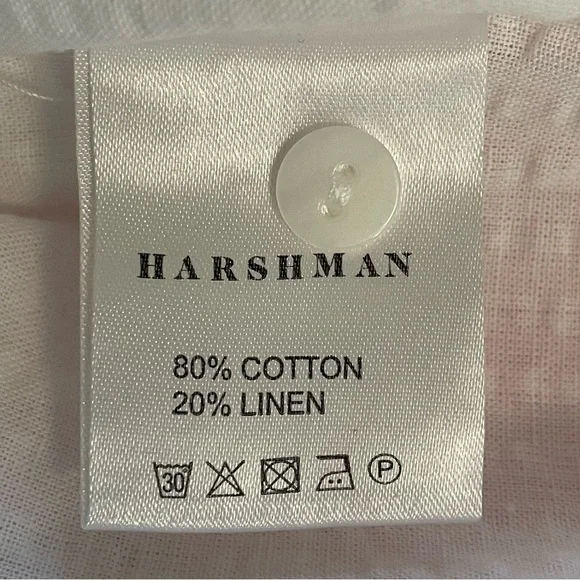 HARSHMAN
80% COTTON
20% LINEN
30 P